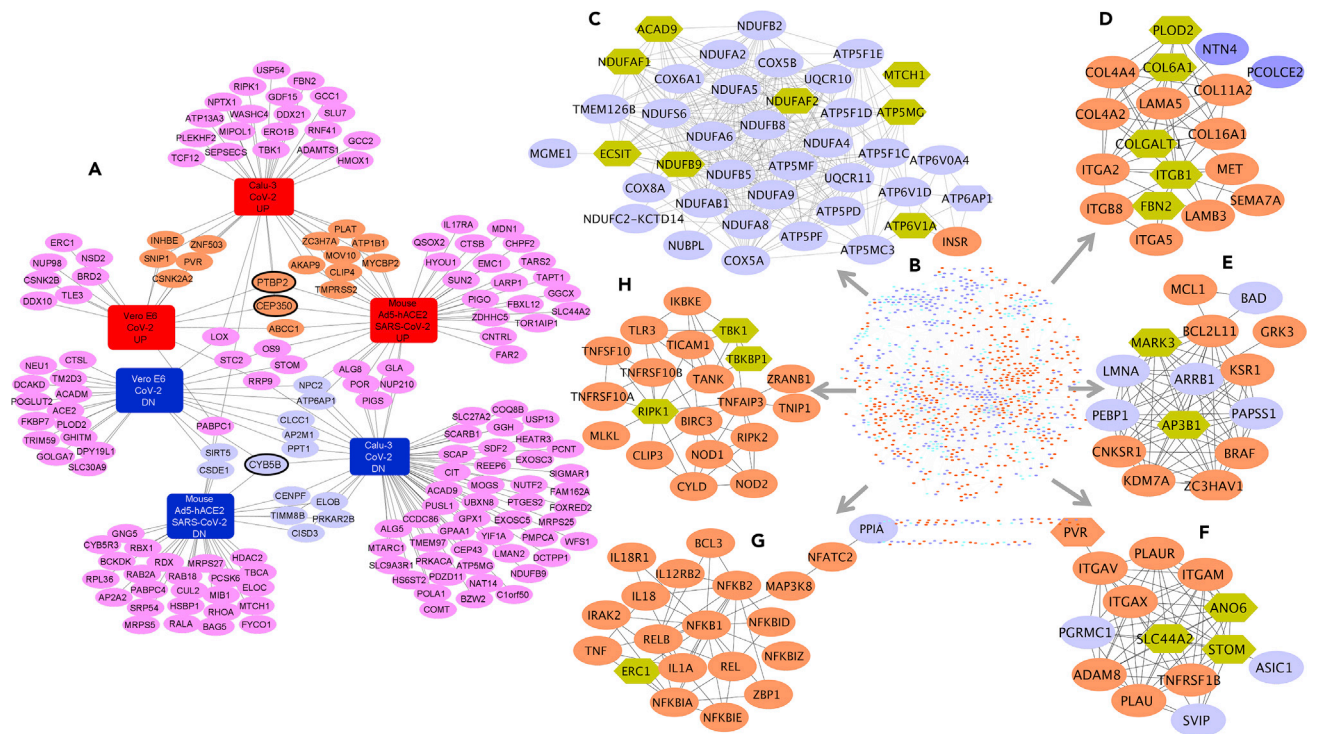 A
USP54
RIPK1
FBN2
NPTX1
GDF15
GCC1
ATP13A3
WASHC4
DDX21
SLU7
PLEKHF2
MIPOL1
ERO1B
RNF41
GCC2
TCF12
SEPSECS
TBK1
ADAMTS1
HMOX1
Calu-3
CoV-2
UP
INHBE
ZNF503
SNIP1
PVR
CSNK2A2
PLAT
ZC3H7A
ATP1B1
MOV10
MYCBP2
AKAP9
CLIP4
TMPRSS2
PTBP2
CEP350
ABCC1
ERC1
NSD2
NUP98
BRD2
CSNK2B
TLE3
DDX10
Vero E6
CoV-2
UP
IL17RA
MDN1
QSOX2
CTSB
CHPF2
HYOU1
EMC1
TARS2
SUN2
LARP1
TAPT1
PIGO
FBXL12
GGCX
ZDHHC5
SLC44A2
TOR1AIP1
CNTRL
FAR2
Mouse
Ad5-hACE2
SARS-CoV-2
UP
LOX
STC2
OS9
STOM
RRP9
ALG8
GLA
POR
NUP210
PIGS
NEU1
CTSL
DCAKD
TM2D3
ACADM
POGLUT2
ACE2
FKBP7
PLOD2
TRIM59
GHITM
GOLGA7
DPY19L1
SLC30A9
Vero E6
CoV-2
DN
NPC2
ATP6AP1
CLCC1
AP2M1
PPT1
PABPC1
SIRT5
CSDE1
CYB5B
Calu-3
CoV-2
DN
SLC27A2
COQ8B
USP13
SCARB1
GGH
HEATR3
SCAP
SDF2
PCNT
EXOSC3
CIT
REEP6
SIGMAR1
ACAD9
MOGS
NUTF2
FAM162A
PUSL1
UBXN8
PTGES2
FOXRED2
CCDC86
GPX1
EXOSC5
MRPS25
ALG5
GPAA1
YIF1A
PMPCA
WFS1
MTARC1
TMEM97
CEP43
LMAN2
DCTPP1
SLC9A3R1
PRKACA
ATP5MG
NDUFB9
HS6ST2
PDZD11
NAT14
C1orf50
POLA1
BZW2
COMT
Mouse
Ad5-hACE2
SARS-CoV-2
DN
CENPF
ELOB
TIMM8B
PRKAR2B
CISD3
GNG5
CYB5R3
RBX1
HDAC2
BCKDK
RDX
MRPS27
TBCA
RPL36
RAB2A
RAB18
PCSK6
ELOC
AP2A2
PABPC4
CUL2
MIB1
MTCH1
SRP54
HSBP1
RHOA
FYCO1
MRPS5
RALA
BAG5
B
C
ACAD9
NDUFB2
NDUFAF1
NDUFA2
COX5B
ATP5F1E
COX6A1
UQCR10
MTCH1
NDUFA5
NDUFAF2
TMEM126B
NDUFS6
ATP5F1D
ATP5MG
NDUFB8
NDUFA6
NDUFA4
MGME1
ECSIT
NDUFB9
ATP5MF
ATP5F1C
ATP6V0A4
NDUFB5
UQCR11
COX8A
NDUFA9
ATP6V1D
ATP6AP1
NDUFAB1
NDUFC2-KCTD14
ATP5PD
NDUFA8
ATP6V1A
NUBPL
ATP5PF
ATP5MC3
INSR
COX5A
D
PLOD2
NTN4
COL6A1
COL4A4
PCOLCE2
COL11A2
LAMA5
COL4A2
COL16A1
COLGALT1
ITGA2
ITGB1
MET
FBN2
SEMA7A
ITGB8
LAMB3
ITGA5
E
MCL1
BAD
BCL2L11
GRK3
MARK3
LMNA
ARRB1
KSR1
PEBP1
PAPSS1
AP3B1
CNKSR1
BRAF
KDM7A
ZC3HAV1
F
PVR
PLAUR
ITGAV
ITGAM
ITGAX
ANO6
PGRMC1
SLC44A2
STOM
ASIC1
ADAM8
TNFRSF1B
PLAU
SVIP
G
PPIA
NFATC2
BCL3
IL18R1
IL12RB2
NFKB2
MAP3K8
IL18
IRAK2
NFKB1
NFKBID
RELB
TNF
NFKBIZ
ERC1
IL1A
REL
ZBP1
NFKBIA
NFKBIE
H
IKBKE
TLR3
TBK1
TICAM1
TNFSF10
TBKBP1
TNFRSF10B
TANK
ZRANB1
TNFRSF10A
TNFAIP3
TNIP1
RIPK1
BIRC3
MLKL
RIPK2
CLIP3
NOD1
CYLD
NOD2